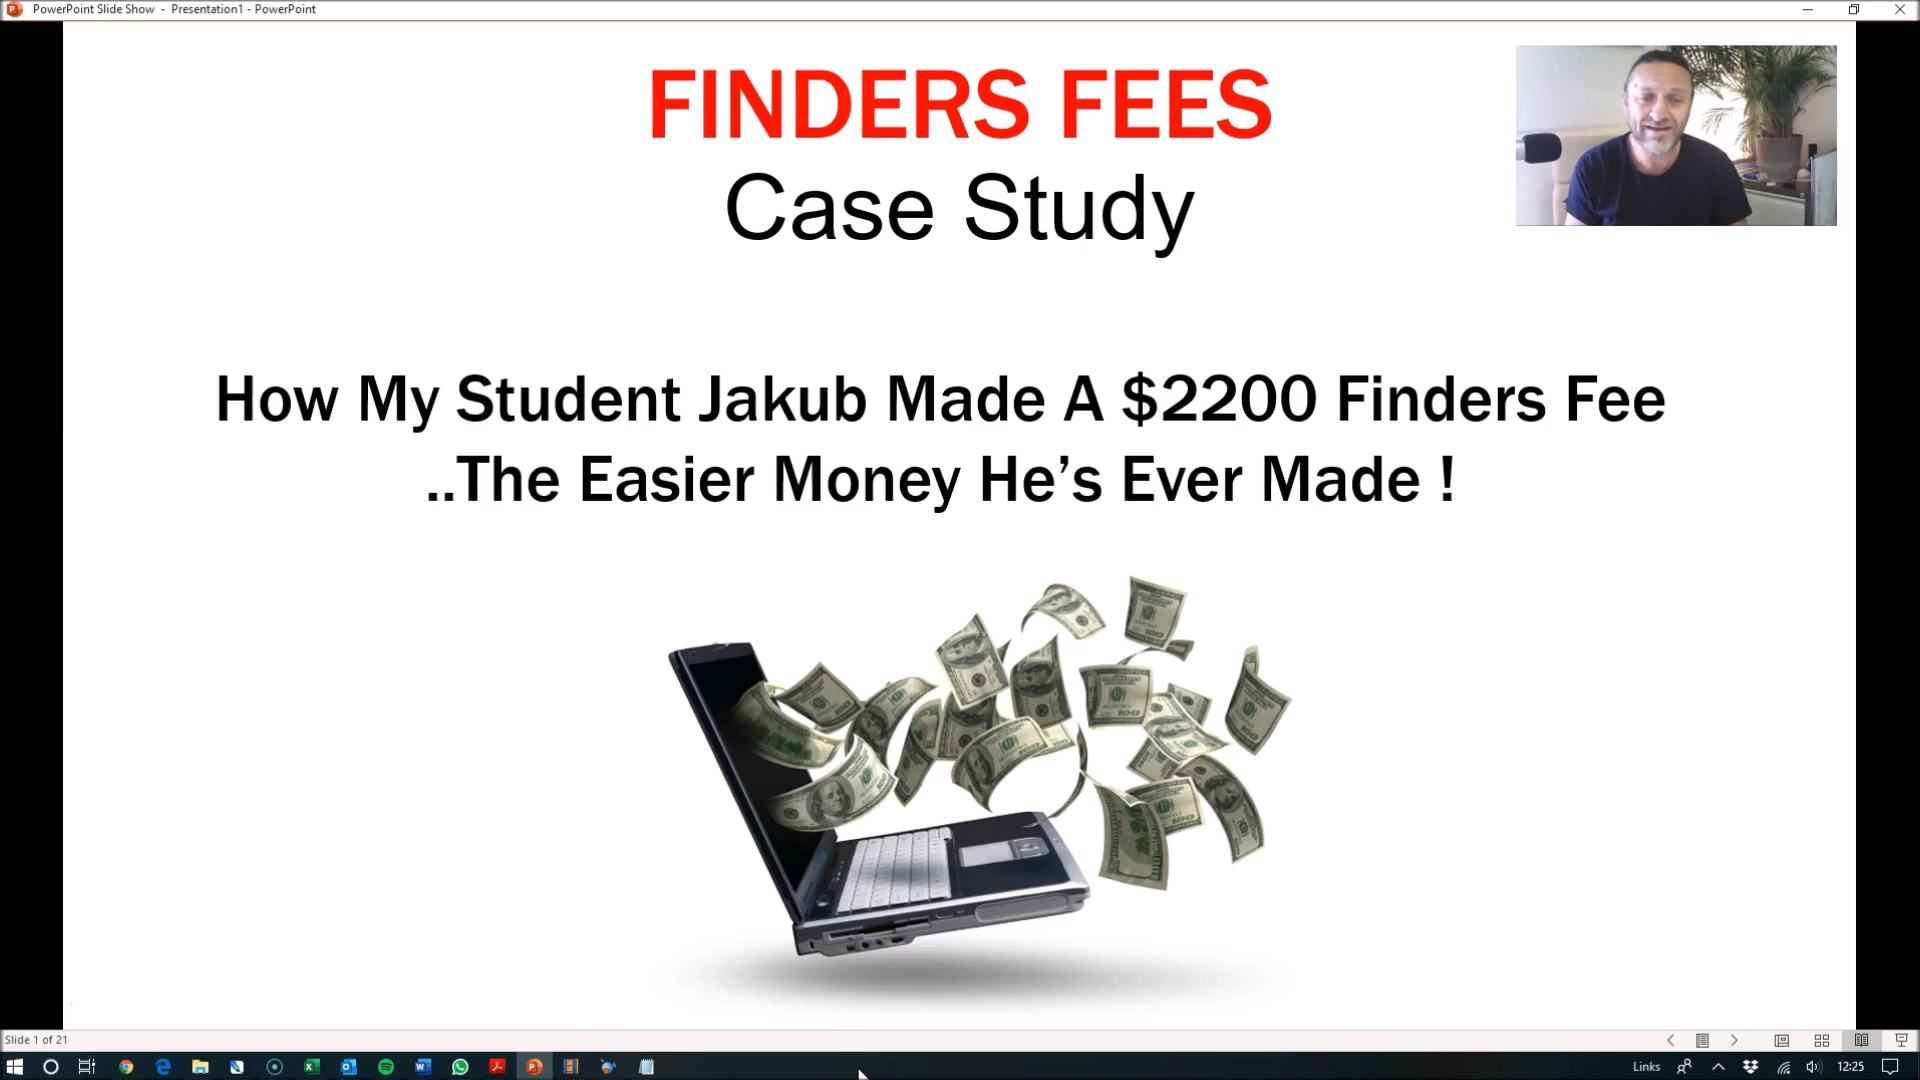 PowerPoint Slide Show - Presentation1 - PowerPoint
FINDERS FEES
Case Study
How My Student Jakub Made A $2200 Finders Fee
..The Easier Money He’s Ever Made !
Slide 1 of 21
Links
12:25